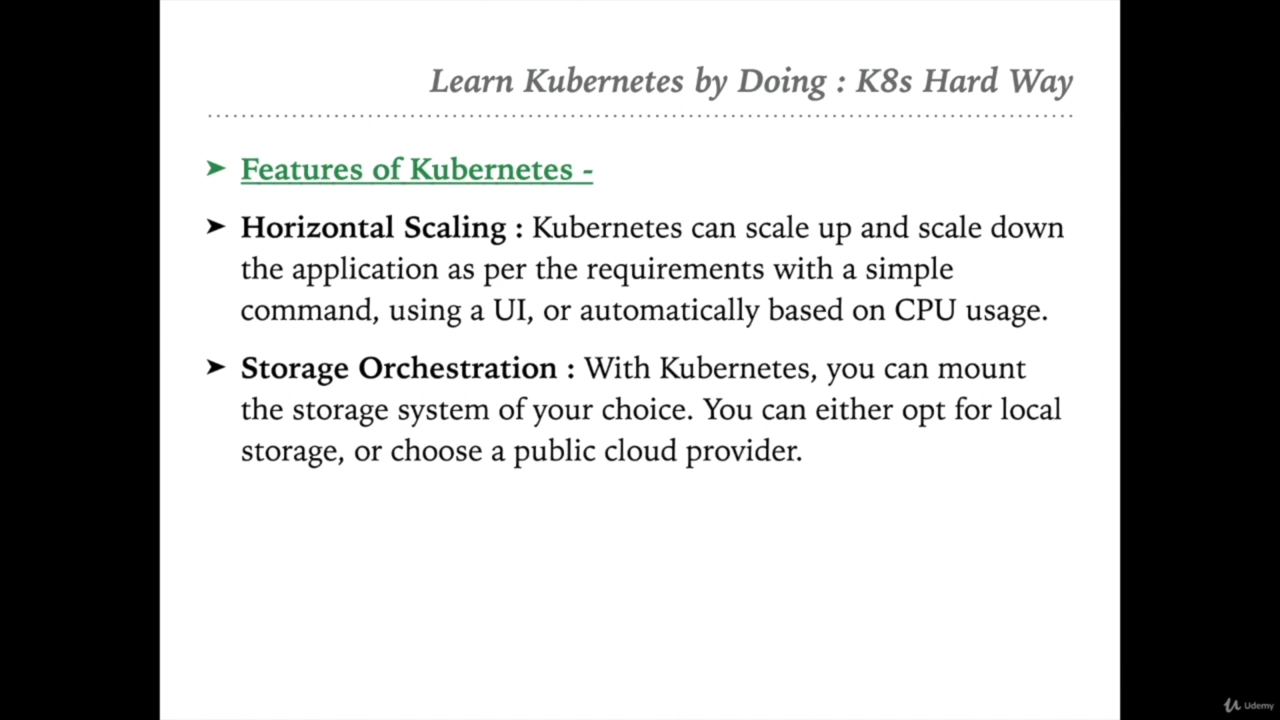 Learn Kubernetes by Doing : K8s Hard Way
➤ Features of Kubernetes -
➤ Horizontal Scaling : Kubernetes can scale up and scale down
the application as per the requirements with a simple
command, using a UI, or automatically based on CPU usage.
➤ Storage Orchestration : With Kubernetes, you can mount
the storage system of your choice. You can either opt for local
storage, or choose a public cloud provider.
Udemy